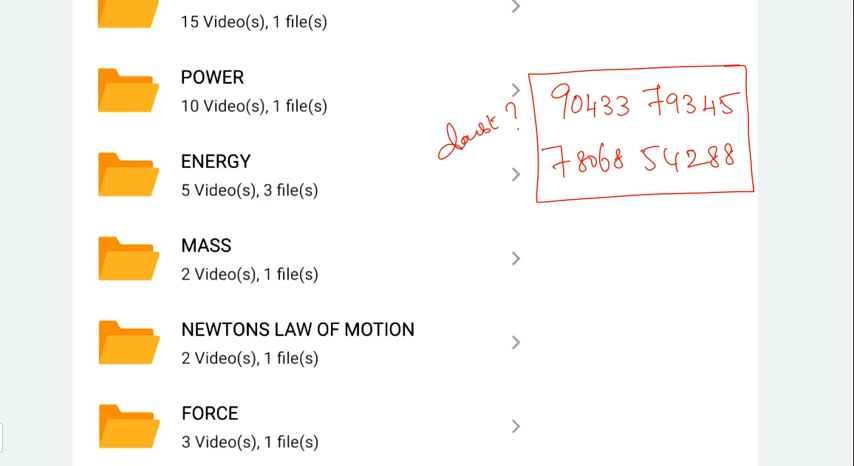 15 Video(s), 1 file(s)
POWER
10 Video(s), 1 file(s)
doubt?
90433 79345
78068 54288
ENERGY
5 Video(s), 3 file(s)
MASS
2 Video(s), 1 file(s)
NEWTONS LAW OF MOTION
2 Video(s), 1 file(s)
FORCE
3 Video(s), 1 file(s)